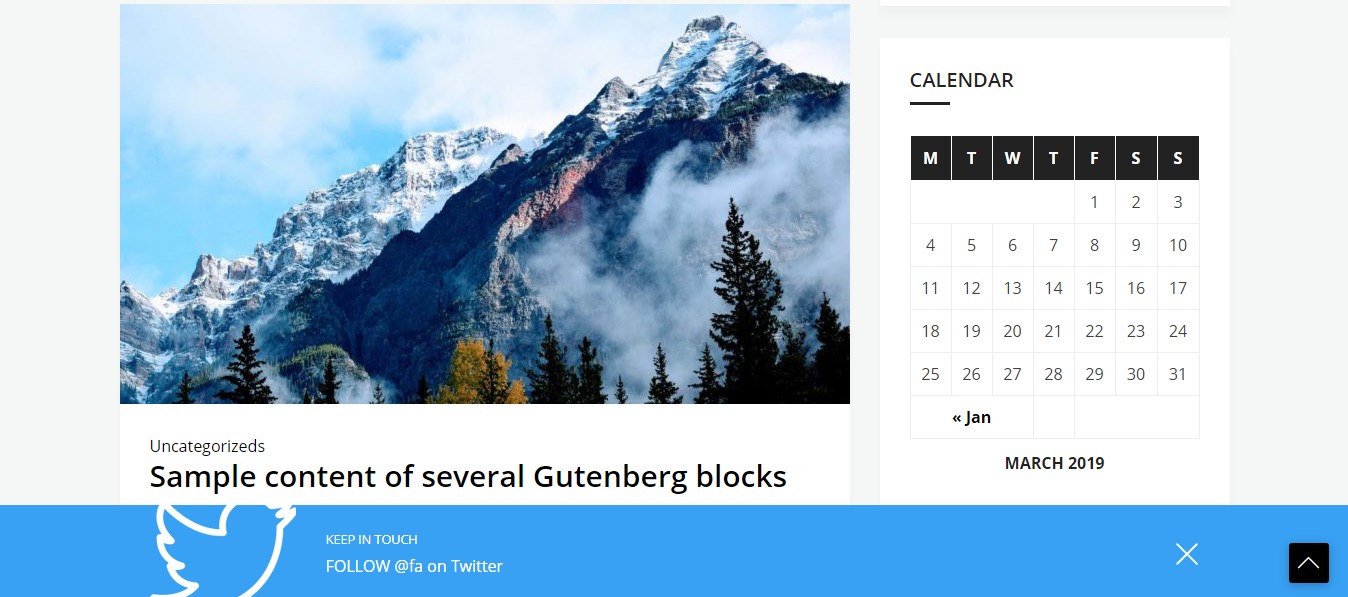 CALENDAR
M T W T F S S
1 2 3
4 5 6 7 8 9 10
11 12 13 14 15 16 17
18 19 20 21 22 23 24
25 26 27 28 29 30 31
« Jan
MARCH 2019
Uncategorizeds
Sample content of several Gutenberg blocks
KEEP IN TOUCH
FOLLOW @fa on Twitter